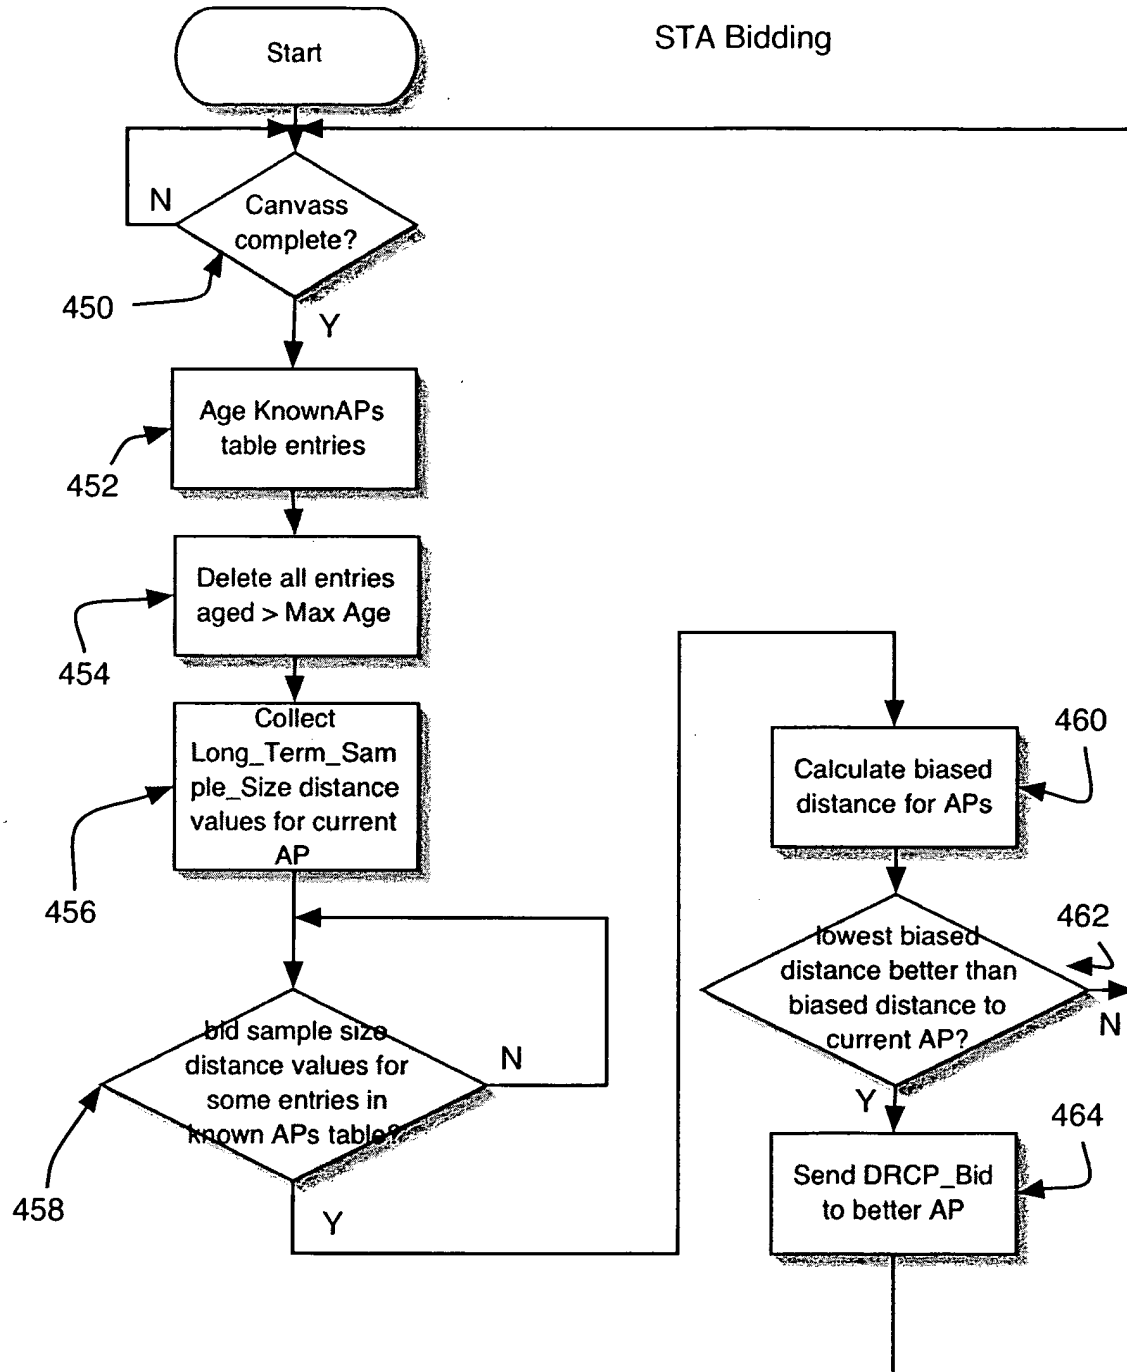 STA Bidding
Start
N
Canvass
complete?
450
Y
Age KnownAPs
table entries
452
Delete all entries
aged > Max Age
454
Collect
Long_Term_Sam
ple_Size distance
values for current
AP
456
bid sample size
distance values for
some entries in
known APs table?
N
458
Y
460
Calculate biased
distance for APs
462
lowest biased
distance better than
biased distance to
current AP?
N
Y
464
Send DRCP_Bid
to better AP